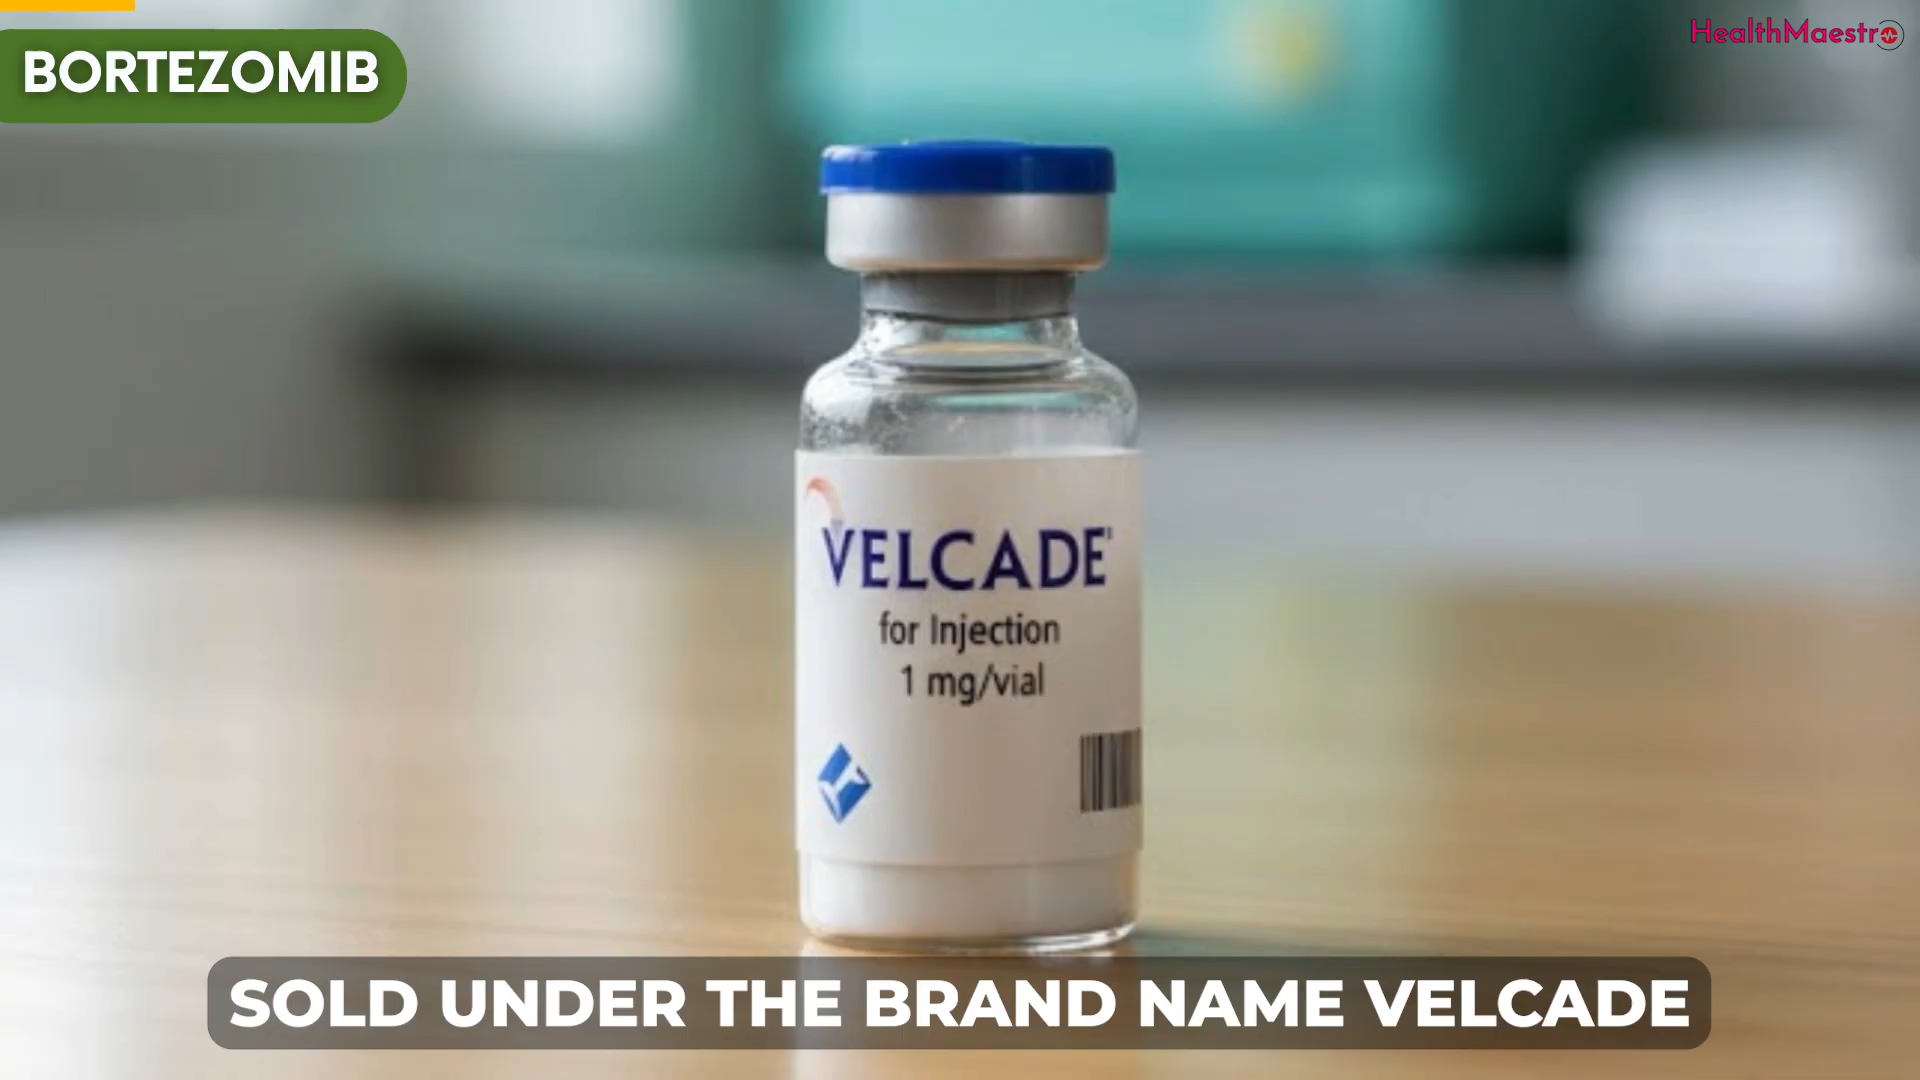 BORTEZOMIB
HealthMaestro
VELCADE
for Injection
1 mg/vial
SOLD UNDER THE BRAND NAME VELCADE